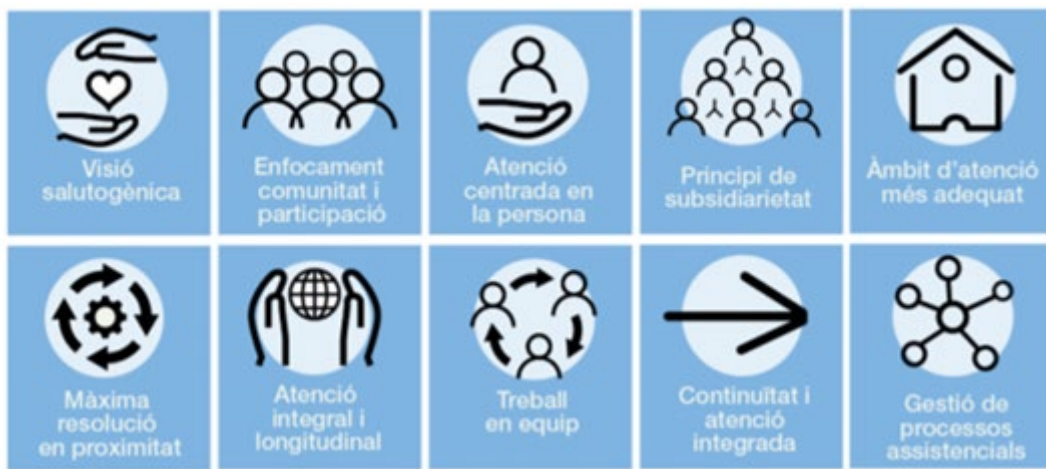 Visió
salutogènica
Enfocament
comunitat i
participació
Atenció
centrada en
la persona
Principi de
subsidiarietat
Àmbit d'atenció
més adequat
Màxima
resolució
en proximitat
Atenció
integral i
longitudinal
Treball
en equip
Continuïtat i
atenció
integrada
Gestió de
processos
assistencials